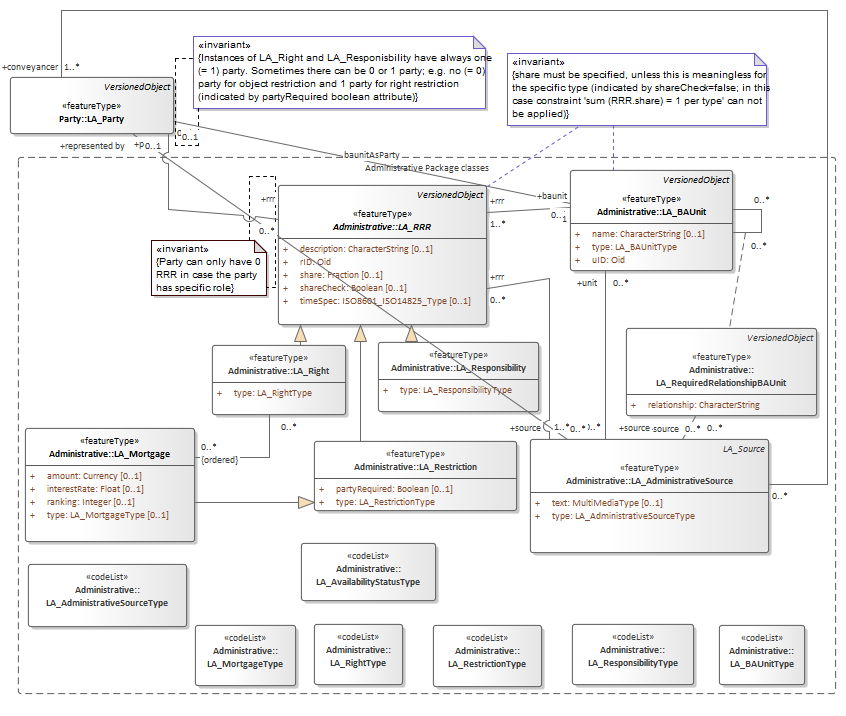 «invariant»
{Instances of LA_Right and LA_Responisbility have always one
(= 1) party. Sometimes there can be 0 or 1 party; e.g. no (= 0)
party for object restriction and 1 party for right restriction
(indicated by partyRequired boolean attribute)}
«invariant»
{share must be specified, unless this is meaningless for
the specific type (indicated by shareCheck=false; in this
case constraint 'sum (RRR.share) = 1 per type' can not
be applied)}
+conveyancer 1..*
VersionedObject
«featureType»
Party::LA_Party
0..1
+represented by
0..1
baunitAsParty
Administrative Package classes
+rrr
0..*
VersionedObject
«featureType»
Administrative::LA_RRR
+ description: CharacterString [0..1]
+ rID: Oid
+ share: Fraction [0..1]
+ shareCheck: Boolean [0..1]
+ timeSpec: ISO8601_ISO14825_Type [0..1]
+rrr
1..*
+baunit
0..1
VersionedObject
«featureType»
Administrative::LA_BAUnit
+ name: CharacterString [0..1]
+ type: LA_BAUnitType
+ uID: Oid
0..*
0..*
«invariant»
{Party can only have 0
RRR in case the party
has specific role}
+rrr
0..*
+unit 0..*
VersionedObject
«featureType»
Administrative::
LA_RequiredRelationshipBAUnit
+ relationship: CharacterString
«featureType»
Administrative::LA_Right
+ type: LA_RightType
«featureType»
Administrative::LA_Responsibility
+ type: LA_ResponsibilityType
0..*
0..*
{ordered}
«featureType»
Administrative::LA_Mortgage
+ amount: Currency [0..1]
+ interestRate: Float [0..1]
+ ranking: Integer [0..1]
+ type: LA_MortgageType [0..1]
«featureType»
Administrative::LA_Restriction
+ partyRequired: Boolean [0..1]
+ type: LA_RestrictionType
+source 1..* 0..*
+source source 0..* 0..*
LA_Source
«featureType»
Administrative::LA_AdministrativeSource
+ text: MultiMediaType [0..1]
+ type: LA_AdministrativeSourceType
0..*
«codeList»
Administrative::
LA_AvailabilityStatusType
«codeList»
Administrative::
LA_AdministrativeSourceType
«codeList»
Administrative::
LA_MortgageType
«codeList»
Administrative::
LA_RightType
«codeList»
Administrative::
LA_RestrictionType
«codeList»
Administrative::
LA_ResponsibilityType
«codeList»
Administrative::
LA_BAUnitType